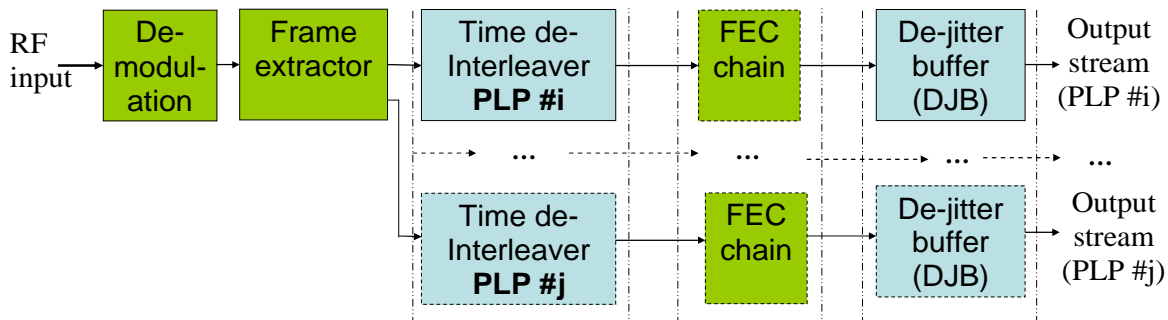 RF
input
De-
modul-
ation
Frame
extractor
Time de-
Interleaver
PLP #i
FEC
chain
De-jitter
buffer
(DJB)
Output
stream
(PLP #i)
...
...
...
...
Time de-
Interleaver
PLP #j
FEC
chain
De-jitter
buffer
(DJB)
Output
stream
(PLP #j)